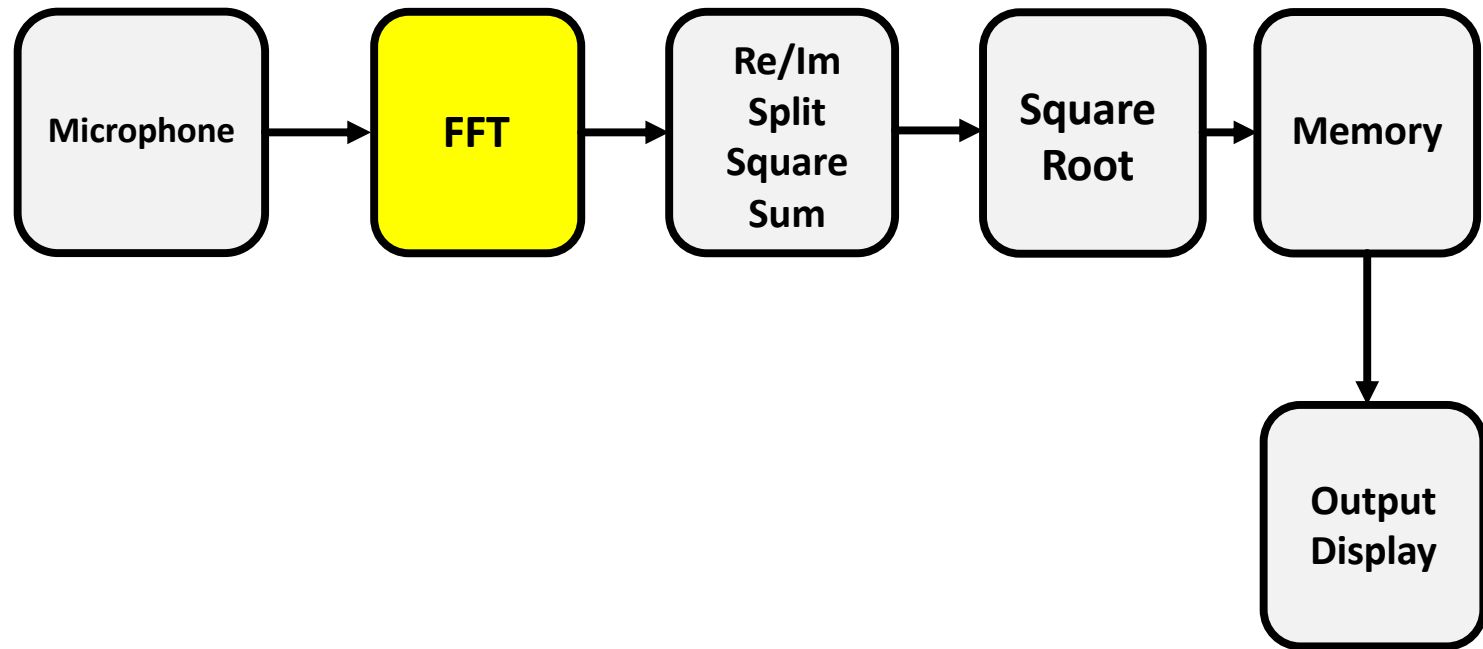 Microphone
FFT
Re/Im
Split
Square
Sum
Square
Root
Memory
Output
Display